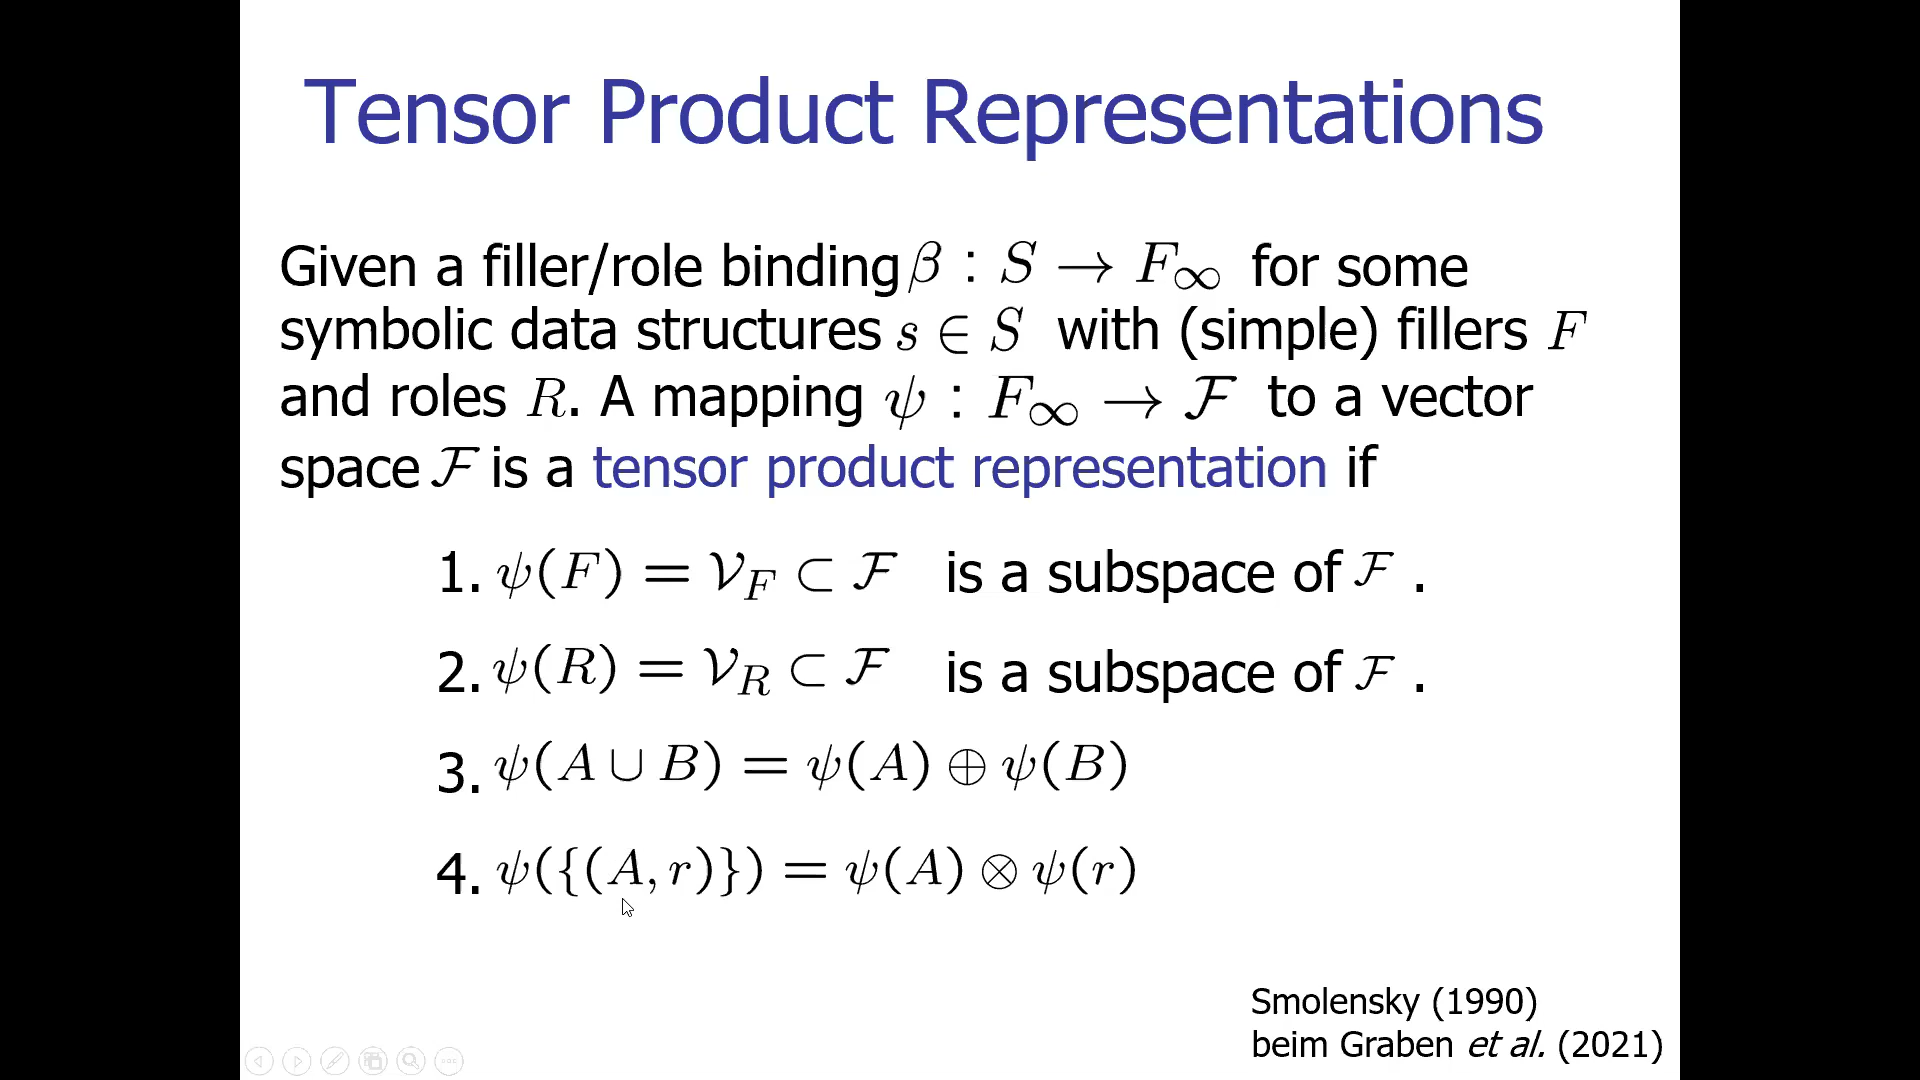 Tensor Product Representations
Given a filler/role binding β : S → F∞ for some
symbolic data structures s ∈ S with (simple) fillers F
and roles R. A mapping ψ : F∞ → ℱ to a vector
space ℱ is a tensor product representation if
1. ψ(F) = 𝒱_F ⊂ ℱ is a subspace of ℱ .
2. ψ(R) = 𝒱_R ⊂ ℱ is a subspace of ℱ .
3. ψ(A ∪ B) = ψ(A) ⊕ ψ(B)
4. ψ({(A, r)}) = ψ(A) ⊗ ψ(r)
Smolensky (1990)
beim Graben et al. (2021)